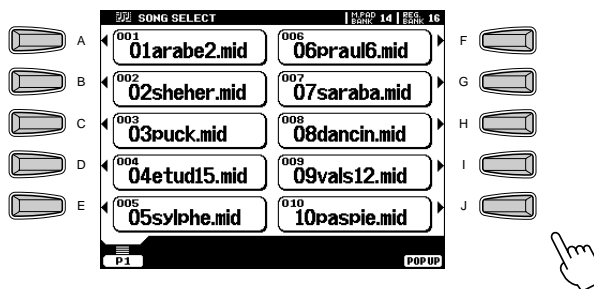 SONG SELECT M.PAD BANK 14 REG. BANK 16
A 001 01arabe2.mid 006 06praul6.mid F
B 002 02sheher.mid 007 07saraba.mid G
C 003 03puck.mid 008 08dancin.mid H
D 004 04etud15.mid 009 09vals12.mid I
E 005 05sylphe.mid 010 10paspie.mid J
P1 POPUP